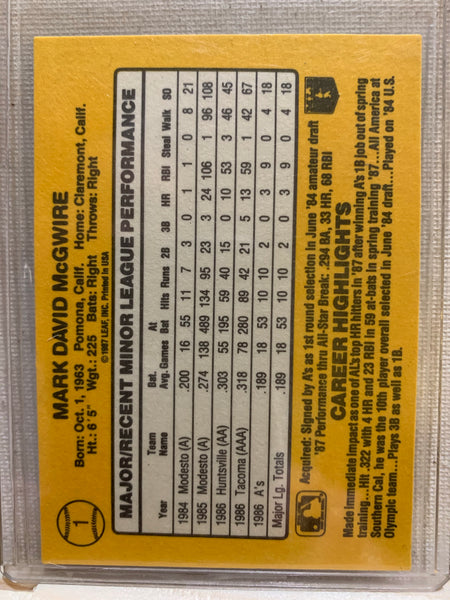 1
MARK DAVID McGWIRE
Born: Oct. 1, 1963 Pomona, Calif. Home: Claremont, Calif.
Ht.: 6'5" Wgt.: 225 Bats: Right Throws: Right
©1987 LEAF, INC. Printed in USA
MAJOR/RECENT MINOR LEAGUE PERFORMANCE
Year Team Name Bat. Avg. Games At Bat Hits Runs 2B 3B HR RBI Steal Walk SO
1984 Modesto (A) .200 16 55 11 7 3 0 1 1 0 8 21
1985 Modesto (A) .274 138 489 134 95 23 3 24 106 1 96 108
1986 Huntsville (AA) .303 55 195 59 40 15 0 10 53 3 46 45
1986 Tacoma (AAA) .318 78 280 89 42 21 5 13 59 1 42 67
1986 A's .189 18 53 10 10 2 0 3 9 0 4 18
Major Lg. Totals .189 18 53 10 10 2 0 3 9 0 4 18
Acquired: Signed by A's as 1st round selection in June '84 amateur draft
'87 Performance thru All-Star Break: .294 BA, 33 HR, 68 RBI
CAREER HIGHLIGHTS
Made immediate impact as one of AL's top HR hitters in '87 after winning A's 1B job out of spring
training...Hit .322 with 4 HR and 23 RBI in 59 at-bats in spring training '87...All America at
Southern Cal, he was the 10th player overall selected in June '84 draft...Played on '84 U.S.
Olympic team...Plays 3B as well as 1B.